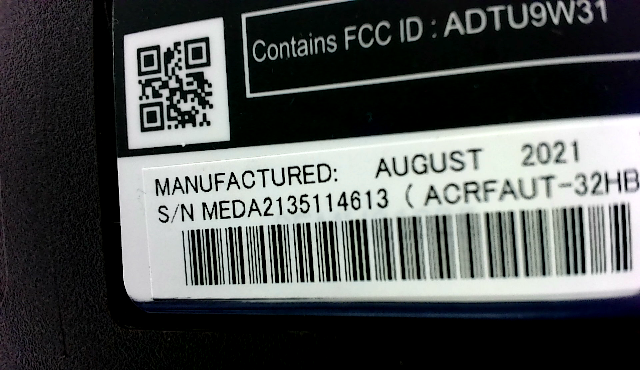 Contains FCC ID : ADTU9W31
MANUFACTURED: AUGUST 2021
S/N MEDA2135114613 ( ACRFAUT-32HB